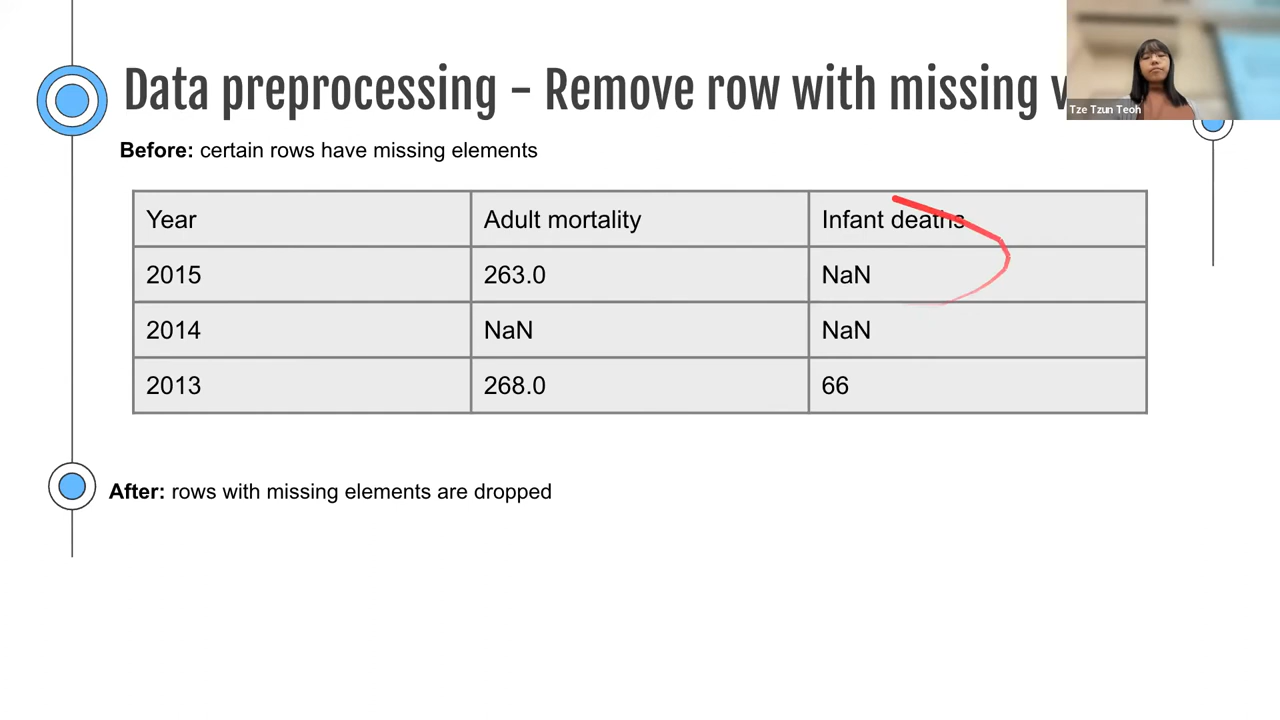 Data preprocessing - Remove row with missing
Tze Tzun Teoh
Before: certain rows have missing elements
Year Adult mortality Infant deaths
2015 263.0 NaN
2014 NaN NaN
2013 268.0 66
After: rows with missing elements are dropped